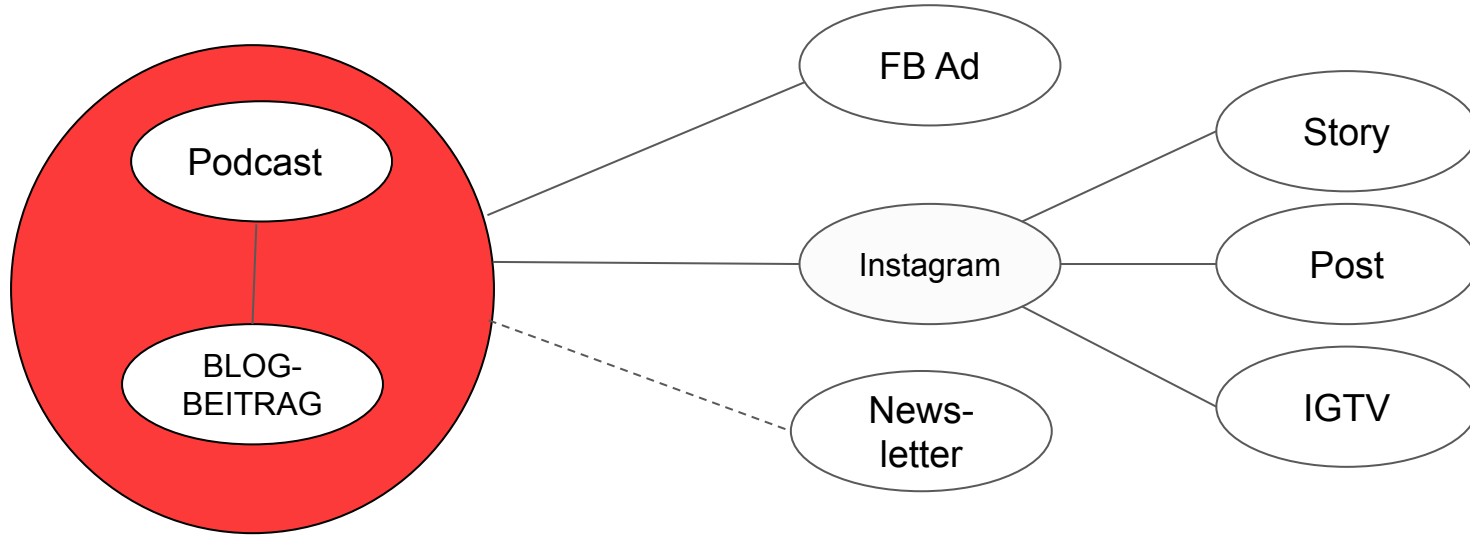 Podcast
BLOG-
BEITRAG
FB Ad
Instagram
News-
letter
Story
Post
IGTV